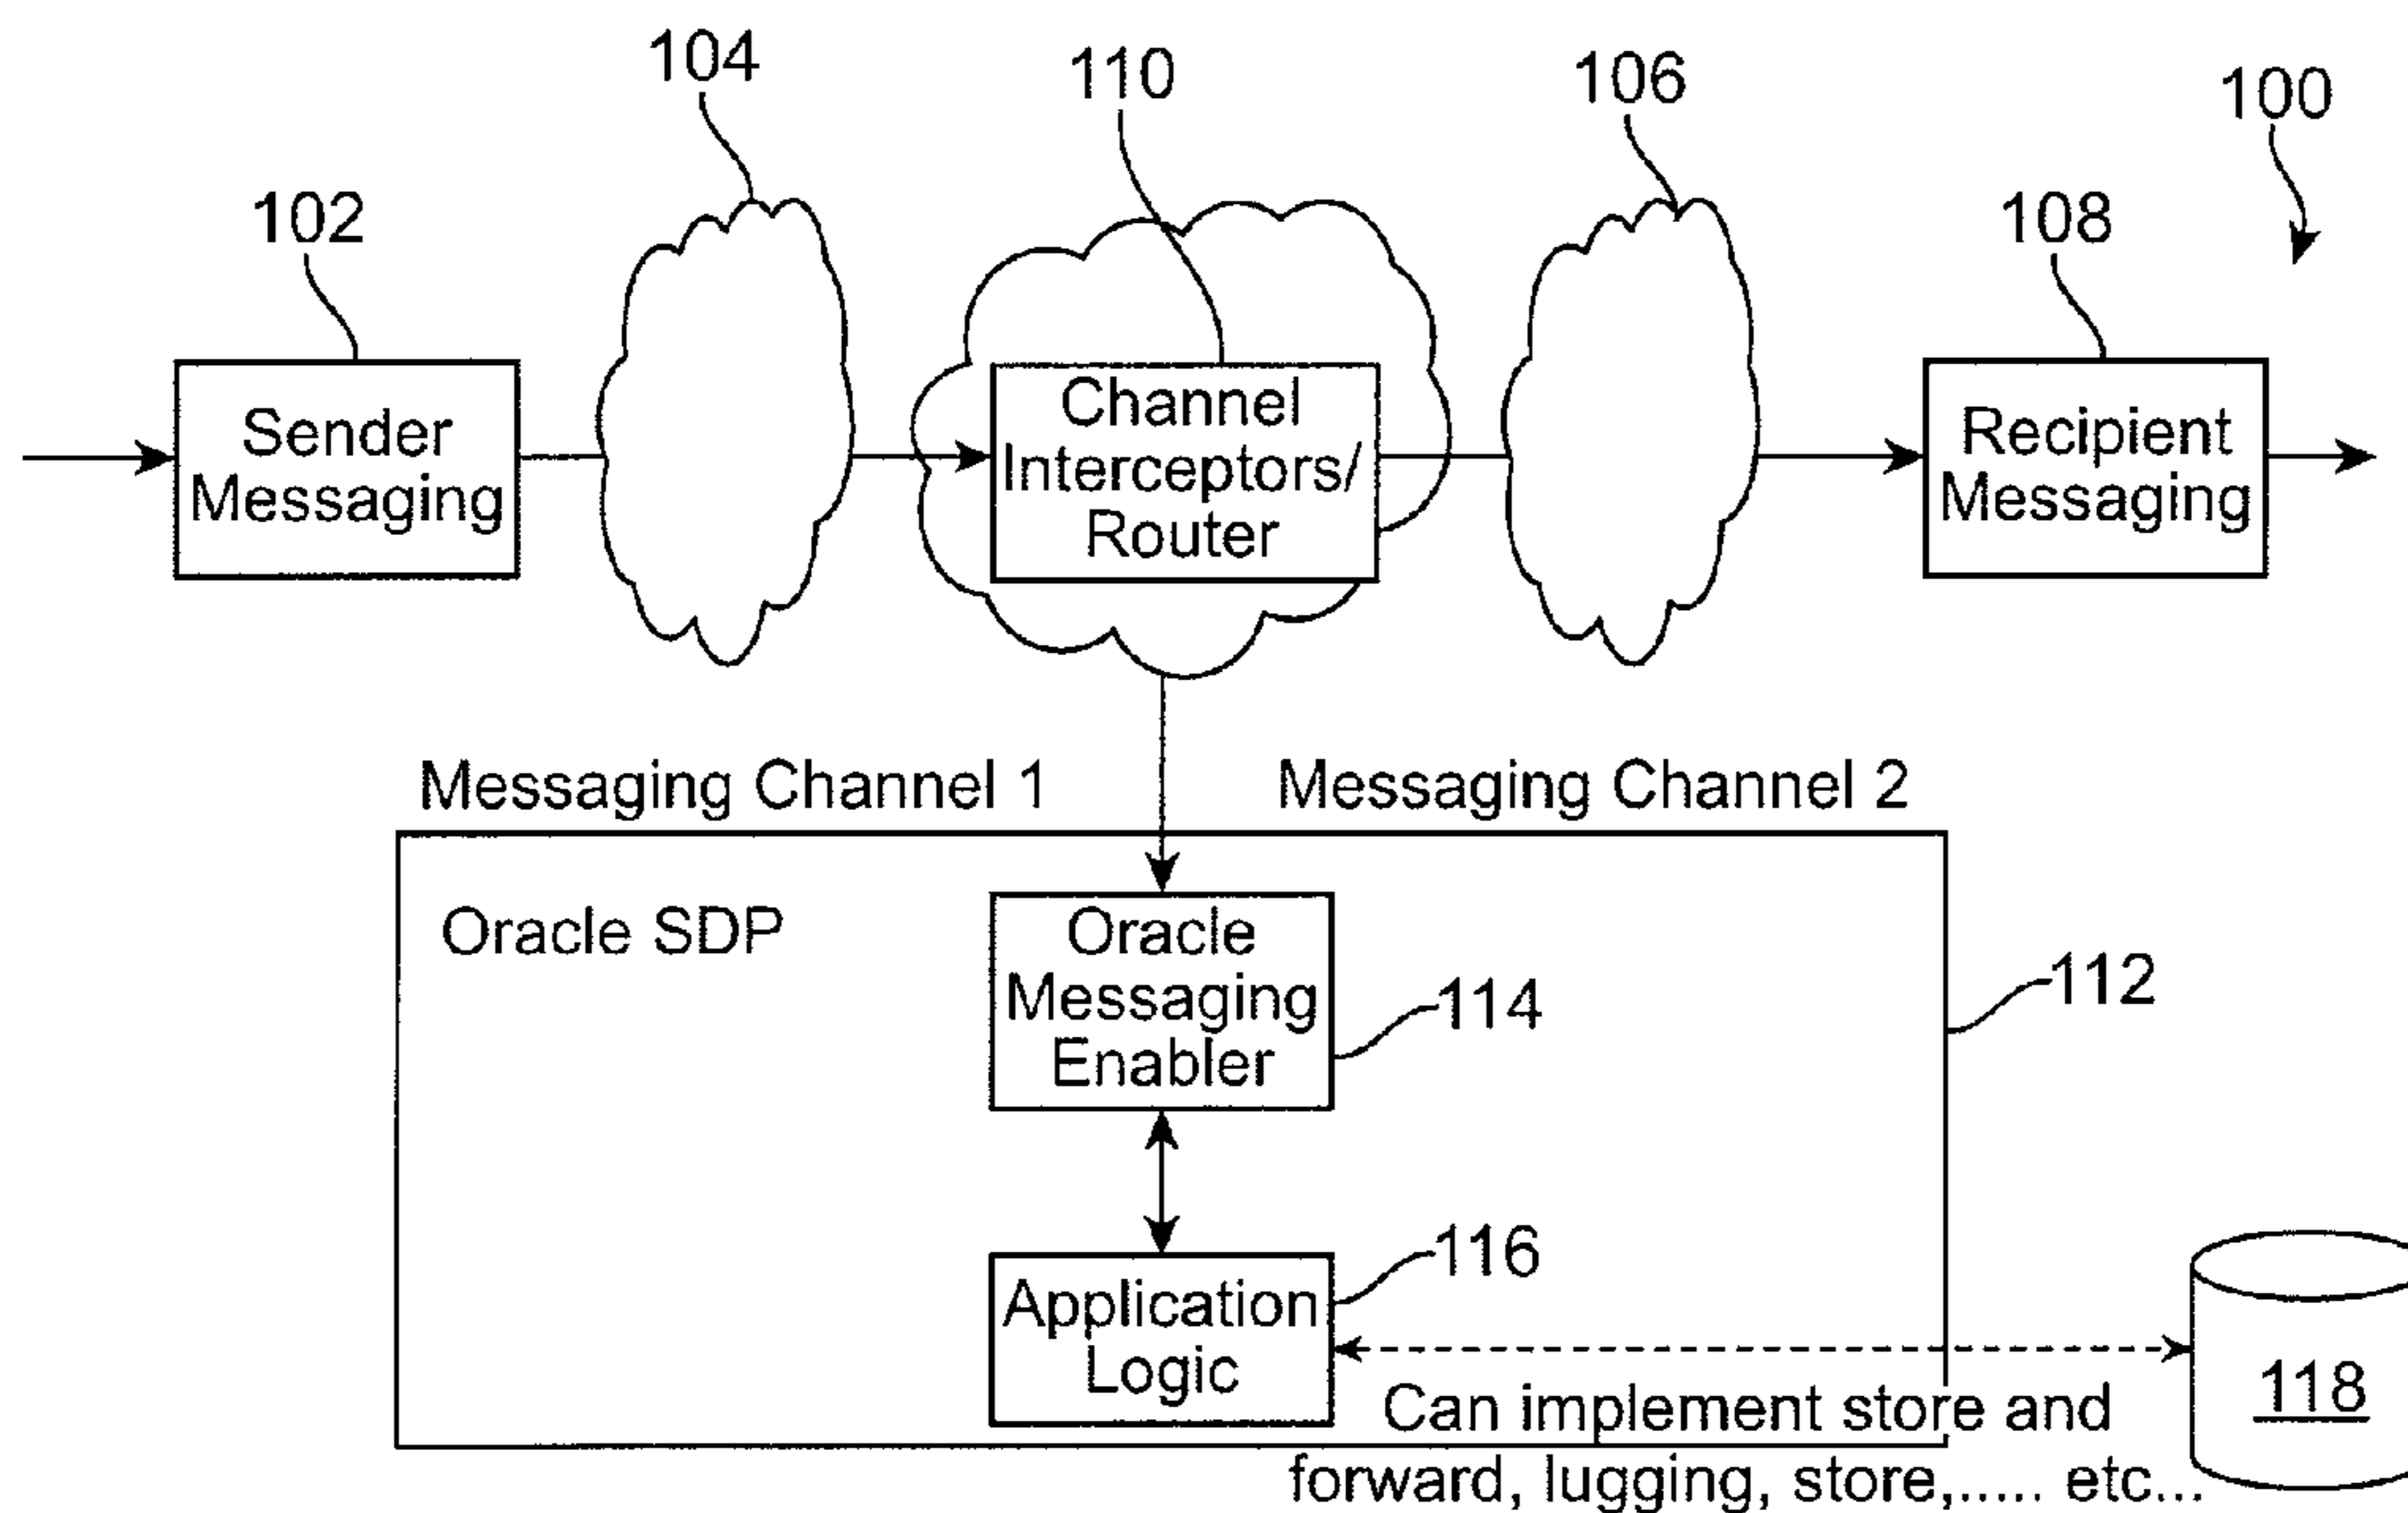 104
110
106
100
102
108
Sender
Messaging
Channel
Interceptors/
Router
Recipient
Messaging
Messaging Channel 1
Messaging Channel 2
Oracle SDP
Oracle
Messaging
Enabler
112
114
116
Application
Logic
118
Can implement store and
forward, lugging, store,..... etc...